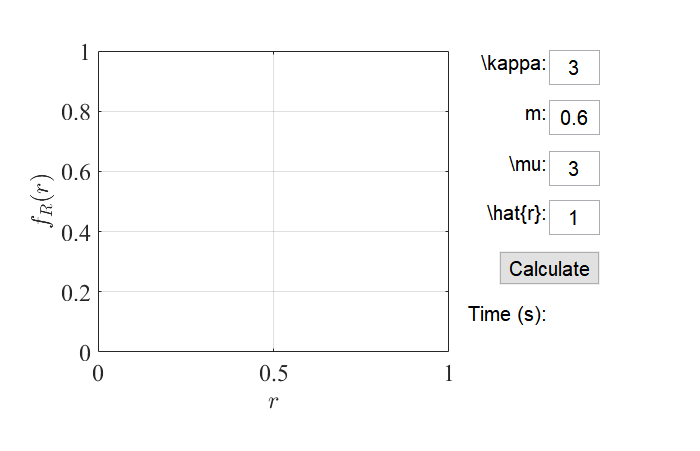 1
0.8
0.6
0.4
0.2
0
0 0.5 1
r
f_R(r)
\kappa: 3
m: 0.6
\mu: 3
\hat{r}: 1
Calculate
Time (s):